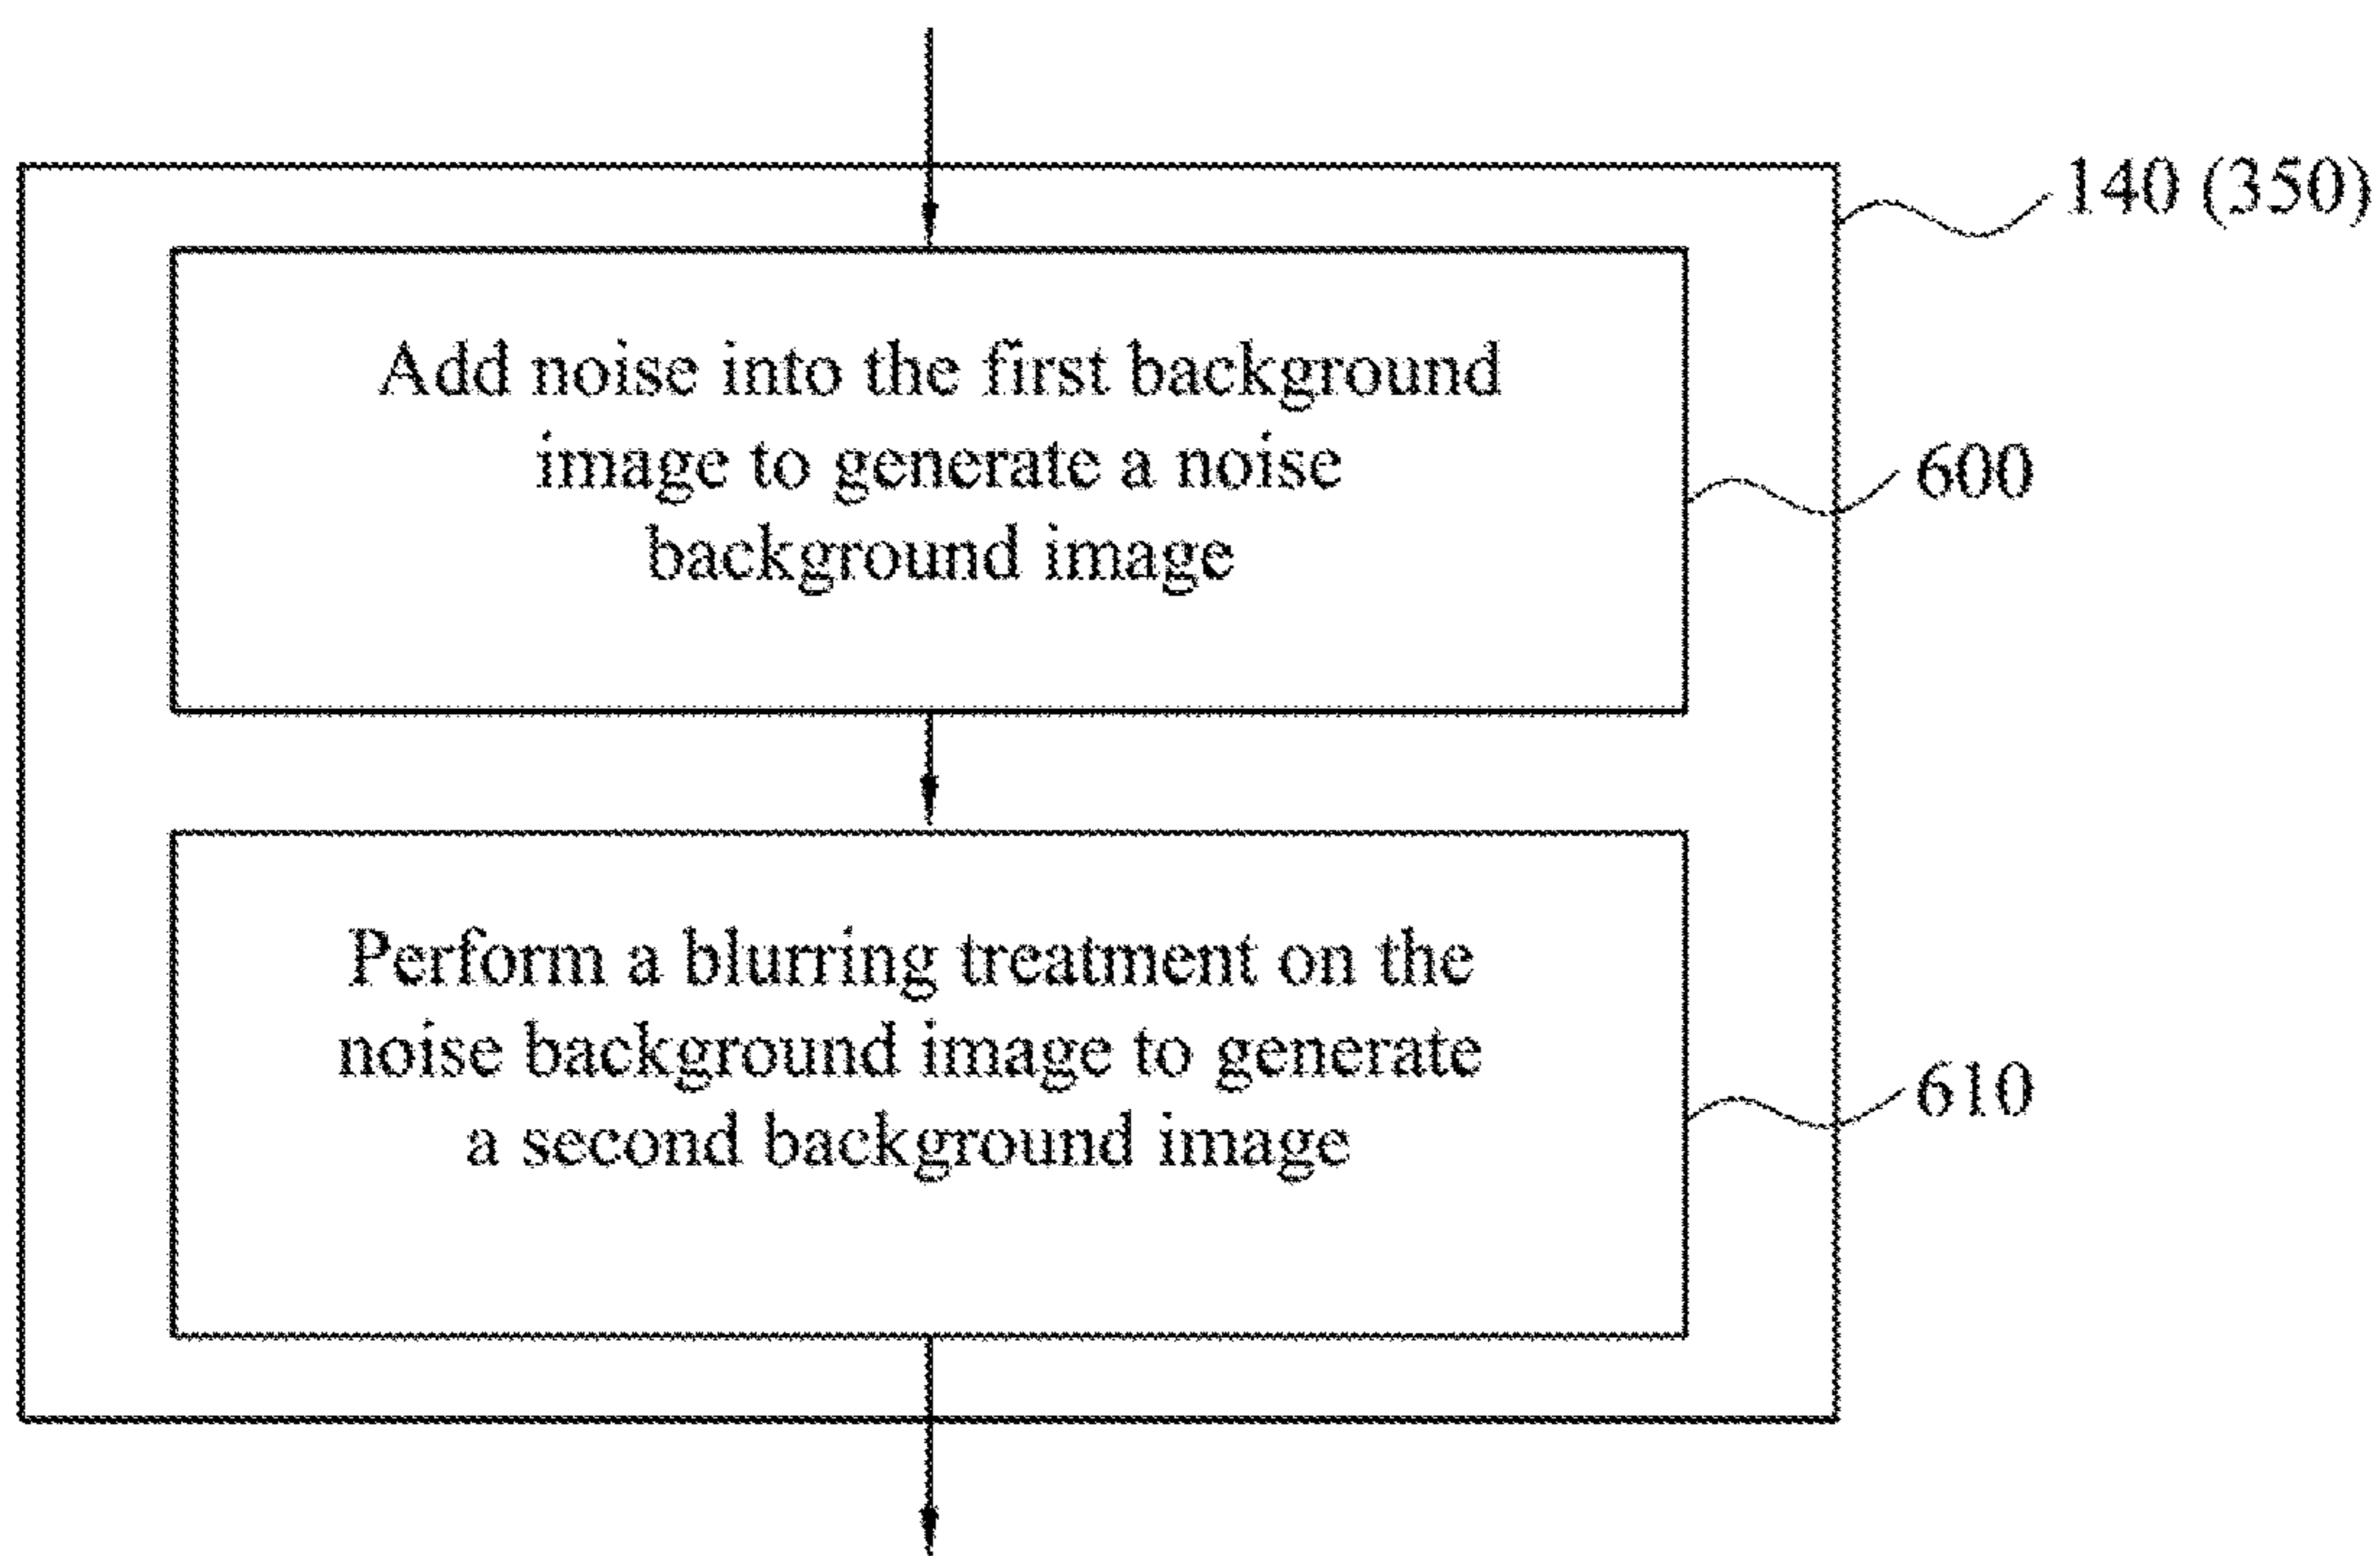 140 (350)
Add noise into the first background
image to generate a noise
background image
600
Perform a blurring treatment on the
noise background image to generate
a second background image
610